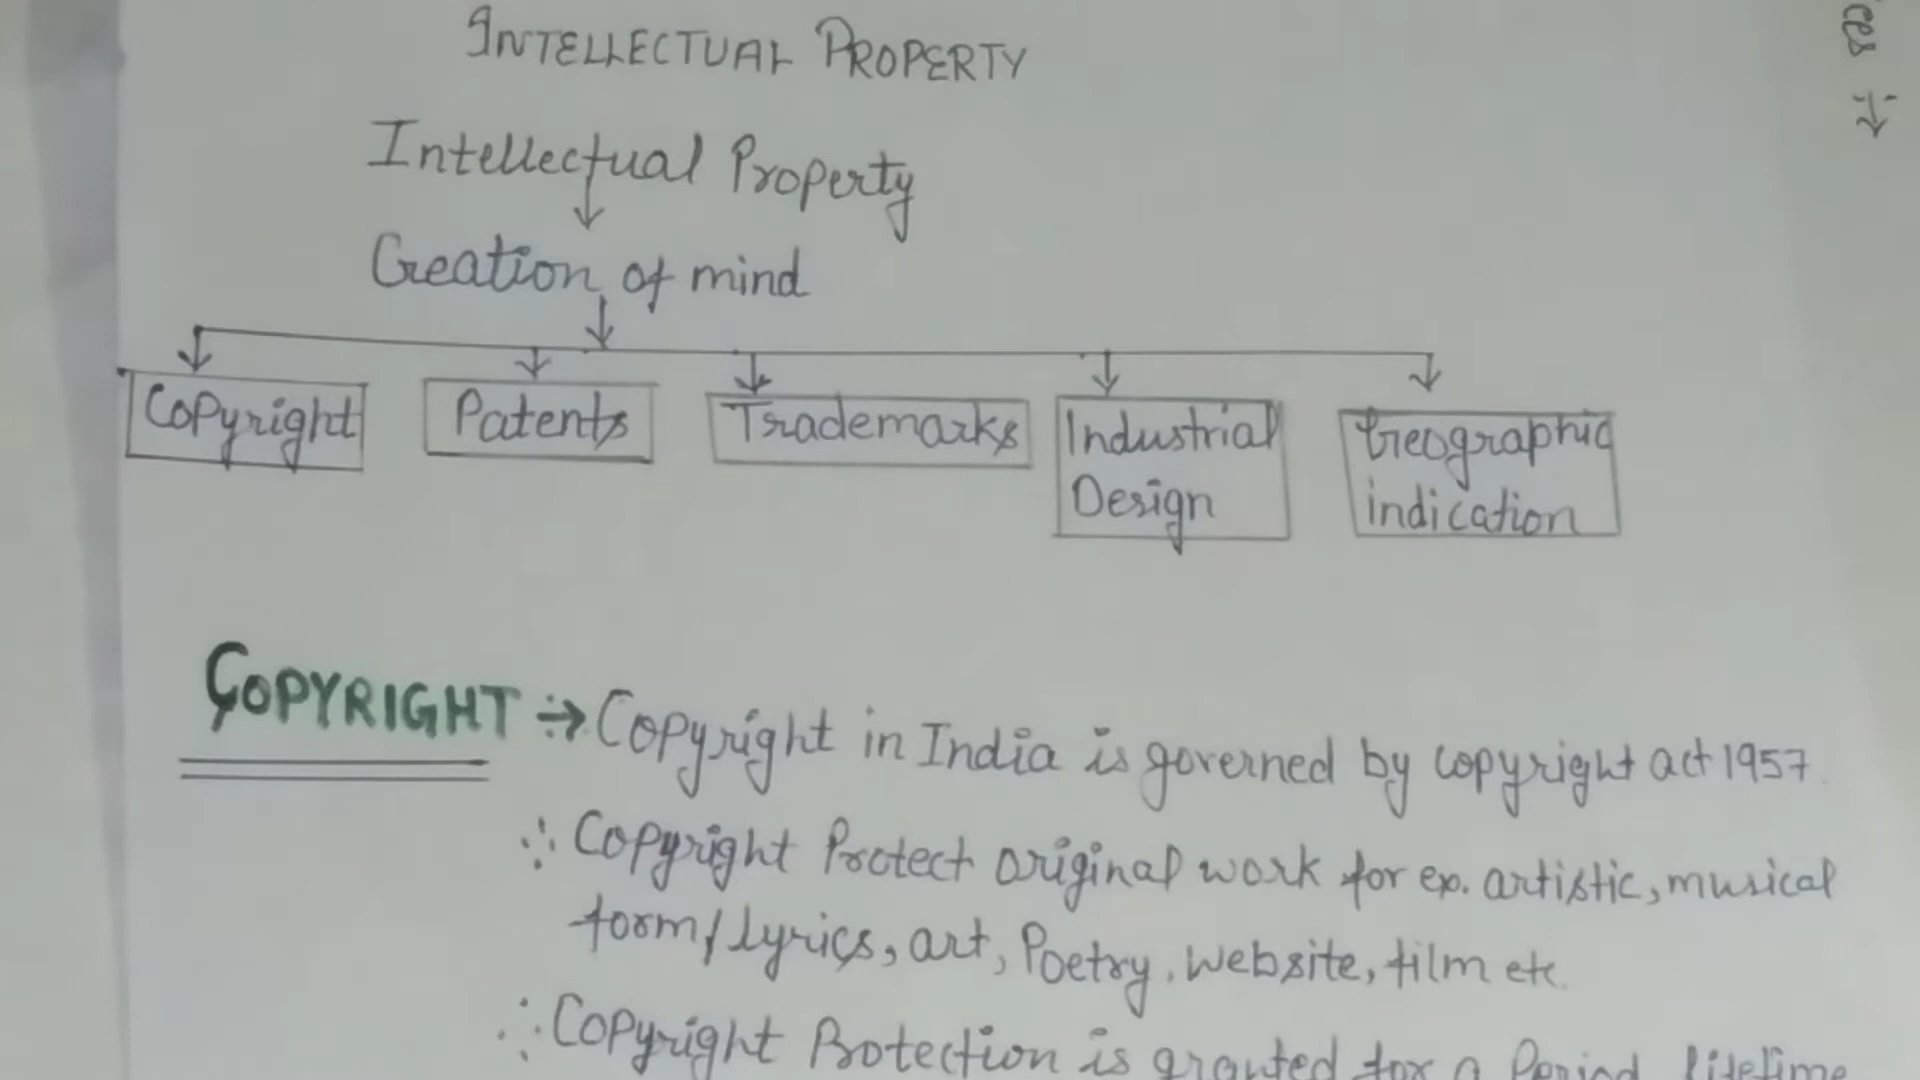 INTELLECTUAL PROPERTY
Intellectual Property
Creation of mind
Copyright Patents Trademarks Industrial Design Geographic indication
COPYRIGHT → Copyright in India is governed by copyright act 1957
∴ Copyright Protect original work for ex. artistic, musical
form/lyrics, art, Poetry, website, film etc.
∴ Copyright Protection is granted for a Period lifetime